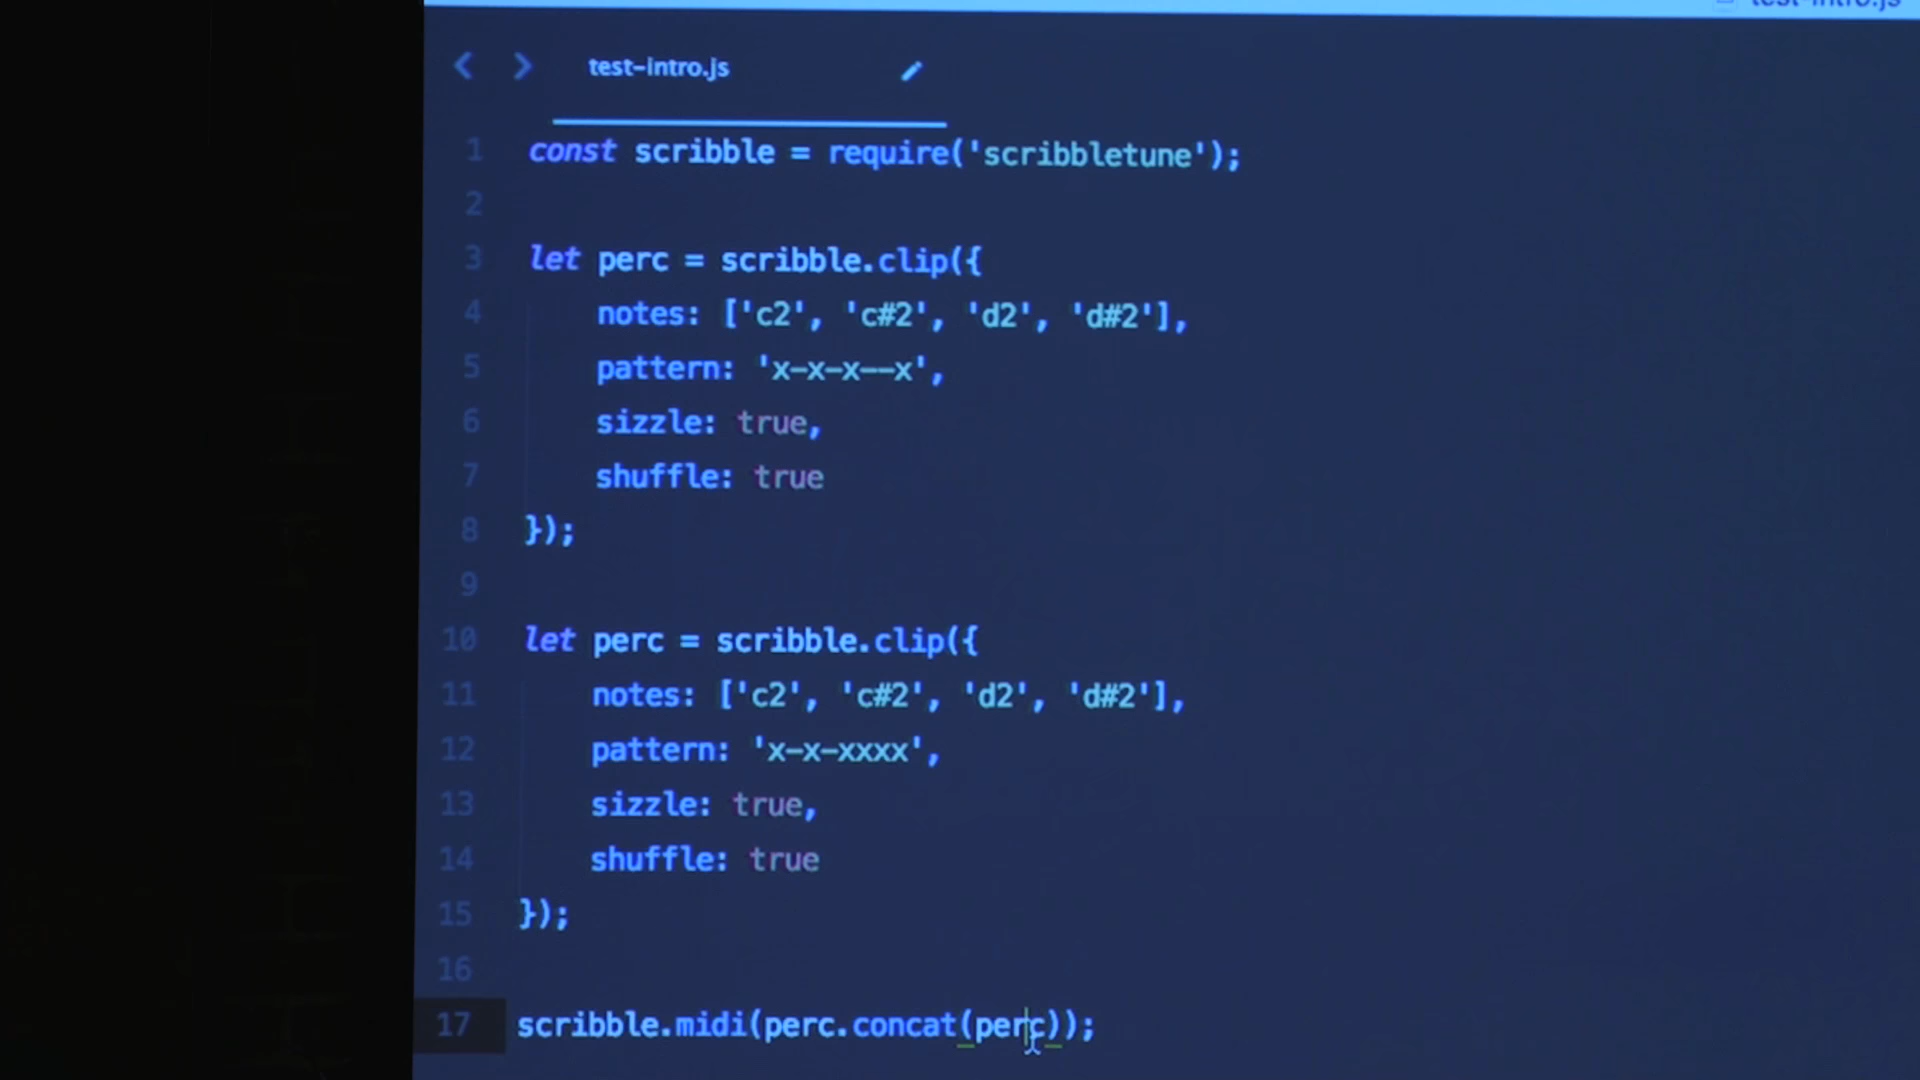 test-intro.js
test-intro.js
1 const scribble = require('scribbletune');
2
3 let perc = scribble.clip({
4 notes: ['c2', 'c#2', 'd2', 'd#2'],
5 pattern: 'x-x-x--x',
6 sizzle: true,
7 shuffle: true
8 });
9
10 let perc = scribble.clip({
11 notes: ['c2', 'c#2', 'd2', 'd#2'],
12 pattern: 'x-x-xxxx',
13 sizzle: true,
14 shuffle: true
15 });
16
17 scribble.midi(perc.concat(perc));